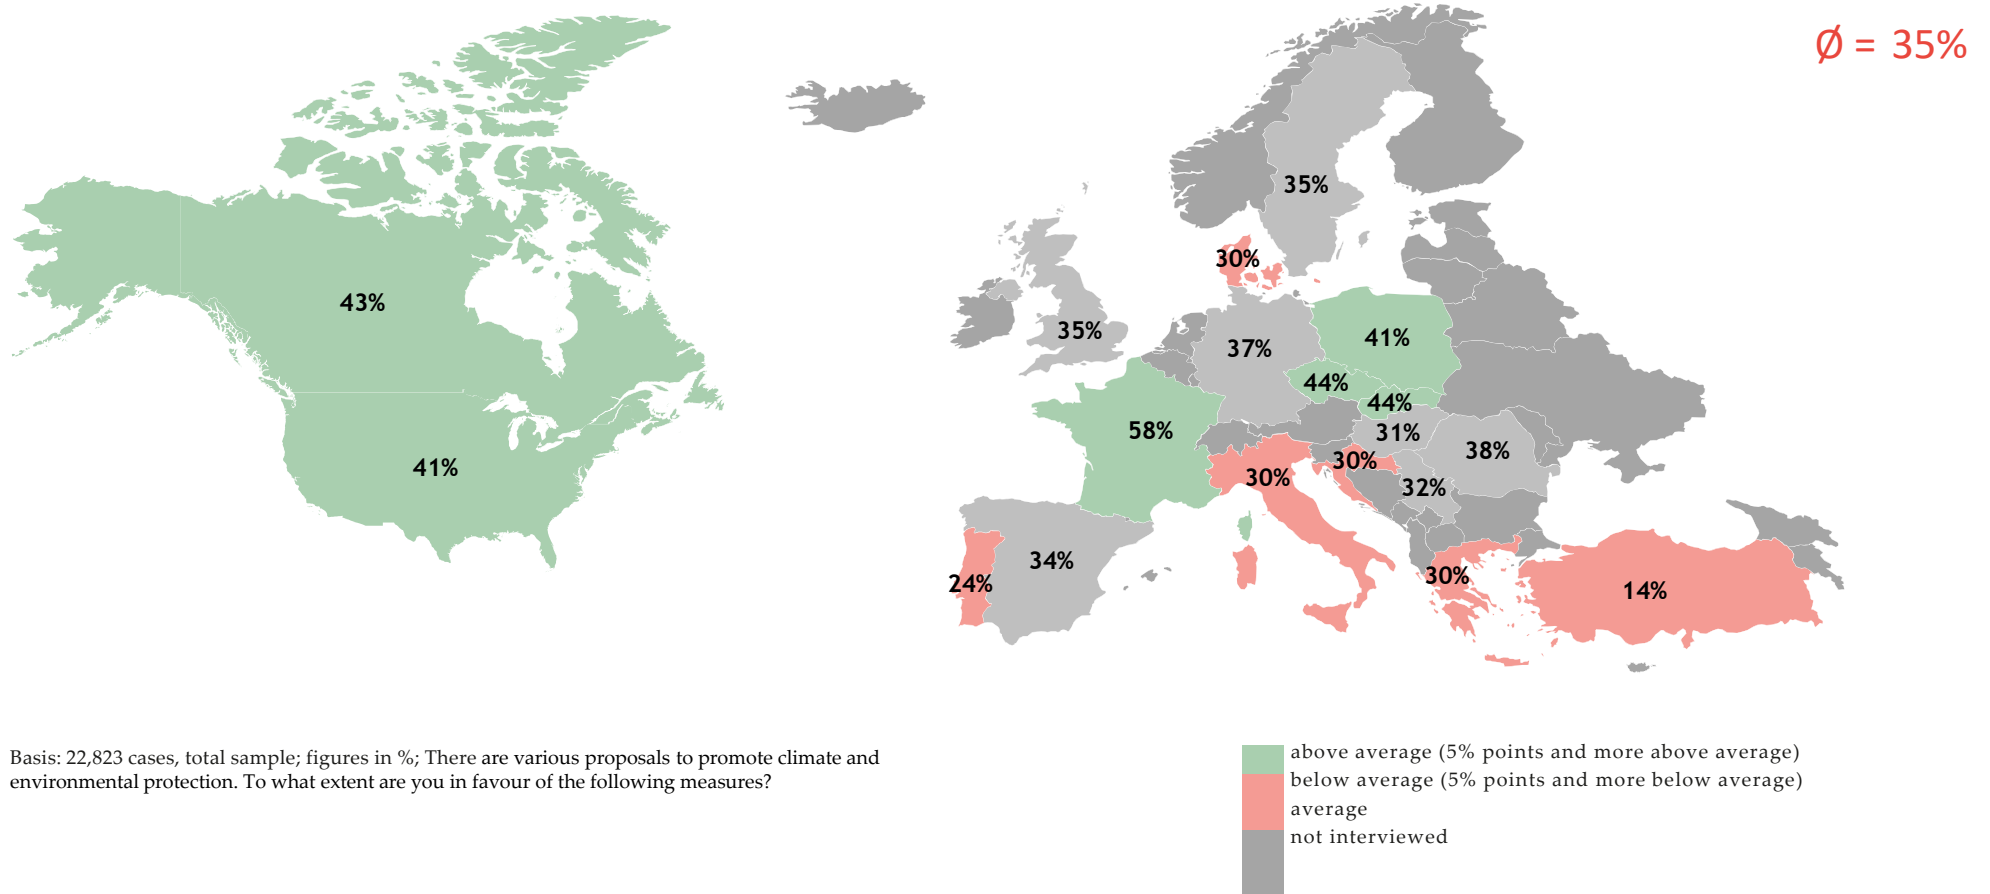 Ø = 35%
35%
30%
43%
35%
37%
41%
44%
44%
58%
31%
38%
30%
30%
32%
41%
34%
24%
30%
14%
Basis: 22,823 cases, total sample; figures in %; There are various proposals to promote climate and
environmental protection. To what extent are you in favour of the following measures?
above average (5% points and more above average)
below average (5% points and more below average)
average
not interviewed